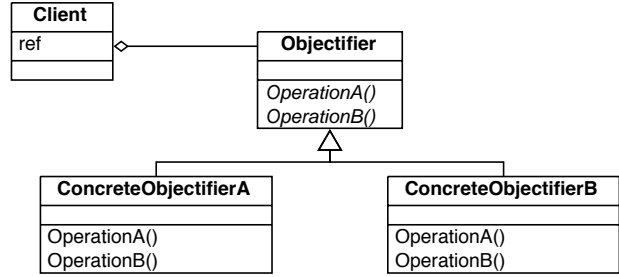 Client
ref
Objectifier
OperationA()
OperationB()
ConcreteObjectifierA
OperationA()
OperationB()
ConcreteObjectifierB
OperationA()
OperationB()